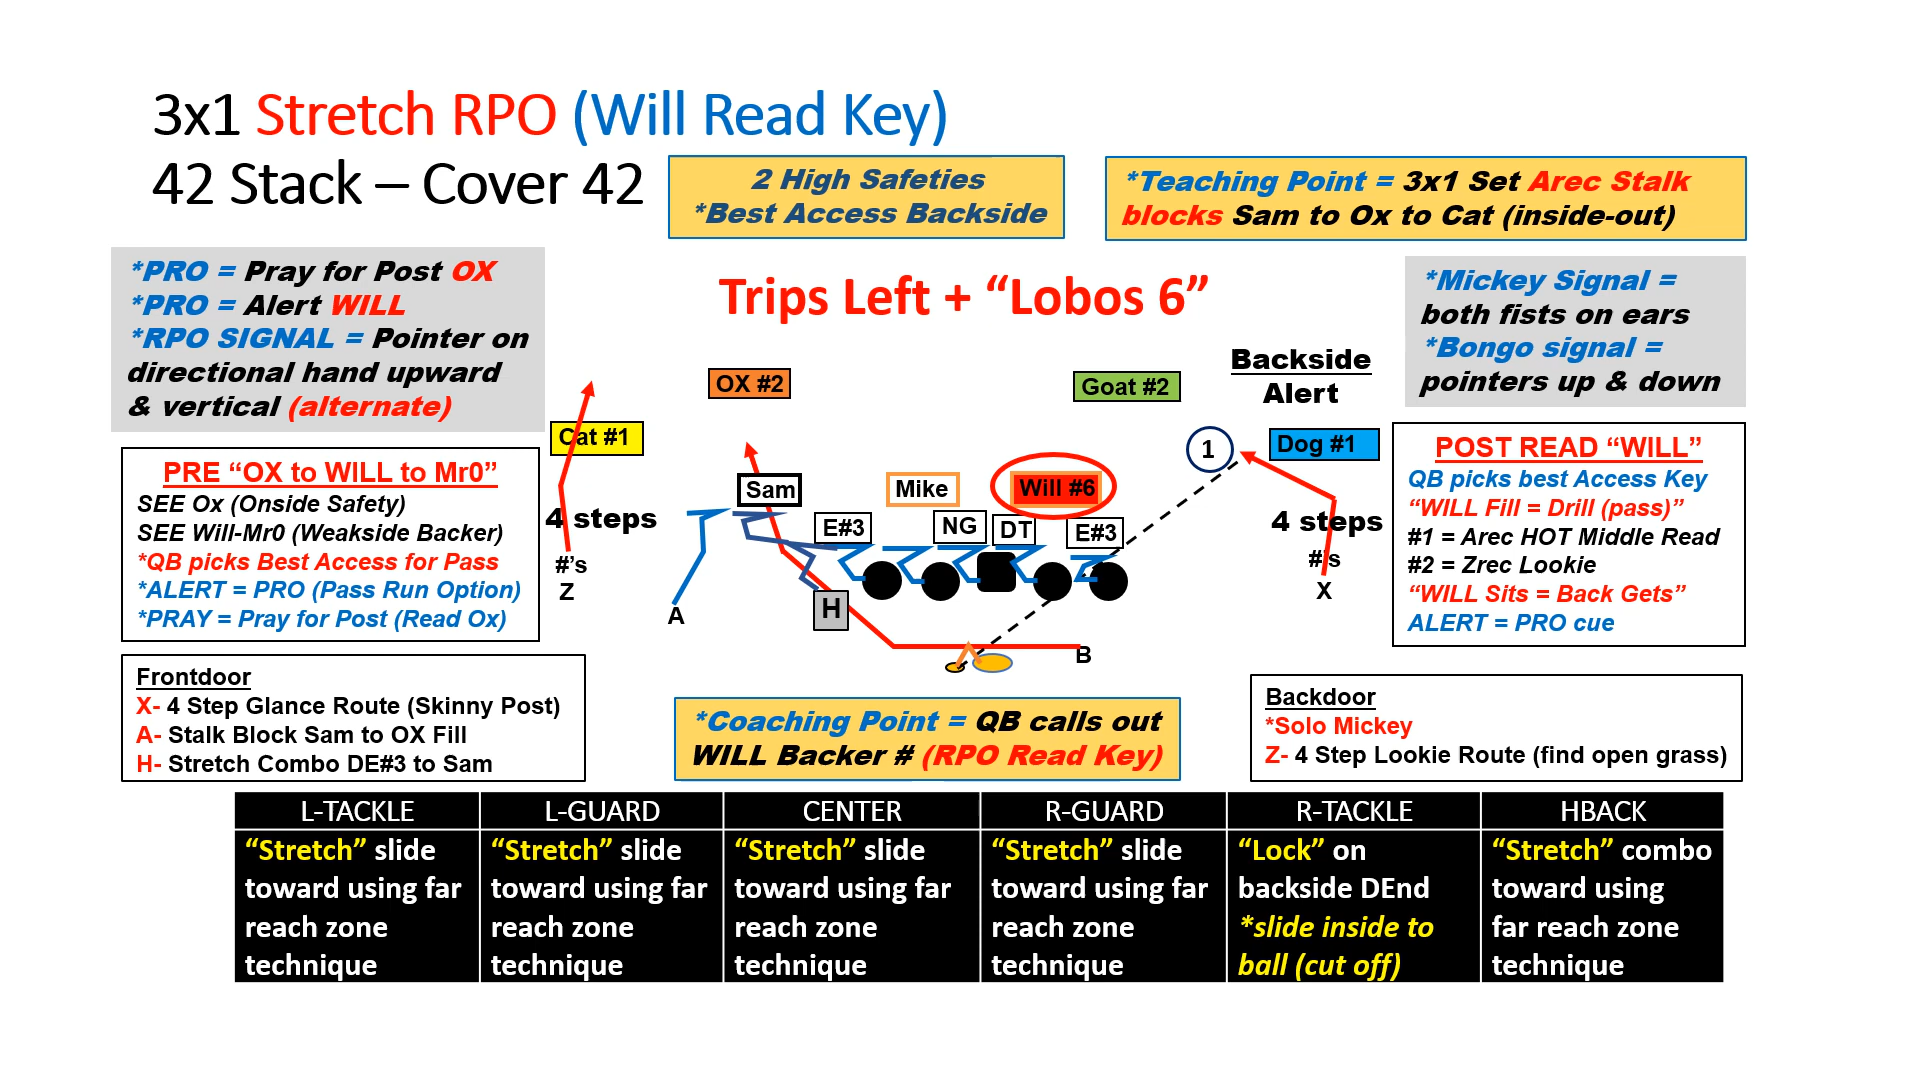 3x1 Stretch RPO (Will Read Key)
42 Stack – Cover 42
2 High Safeties
*Best Access Backside
*Teaching Point = 3x1 Set Arec Stalk
blocks Sam to Ox to Cat (inside-out)
*PRO = Pray for Post OX
*PRO = Alert WILL
*RPO SIGNAL = Pointer on
directional hand upward
& vertical (alternate)
Trips Left + “Lobos 6”
*Mickey Signal =
both fists on ears
*Bongo signal =
pointers up & down
Backside
Alert
OX #2
Goat #2
Cat #1
1
Dog #1
Sam
Mike
Will #6
4 steps
E#3
NG
DT
E#3
4 steps
#'s
Z
#'s
X
A
H
B
PRE “OX to WILL to Mr0”
SEE Ox (Onside Safety)
SEE Will-Mr0 (Weakside Backer)
*QB picks Best Access for Pass
*ALERT = PRO (Pass Run Option)
*PRAY = Pray for Post (Read Ox)
POST READ “WILL”
QB picks best Access Key
“WILL Fill = Drill (pass)”
#1 = Arec HOT Middle Read
#2 = Zrec Lookie
“WILL Sits = Back Gets”
ALERT = PRO cue
Frontdoor
X- 4 Step Glance Route (Skinny Post)
A- Stalk Block Sam to OX Fill
H- Stretch Combo DE#3 to Sam
*Coaching Point = QB calls out
WILL Backer # (RPO Read Key)
Backdoor
*Solo Mickey
Z- 4 Step Lookie Route (find open grass)
L-TACKLE
L-GUARD
CENTER
R-GUARD
R-TACKLE
HBACK
“Stretch” slide
toward using far
reach zone
technique
“Stretch” slide
toward using far
reach zone
technique
“Stretch” slide
toward using far
reach zone
technique
“Stretch” slide
toward using far
reach zone
technique
“Lock” on
backside DEnd
*slide inside to
ball (cut off)
“Stretch” combo
toward using
far reach zone
technique